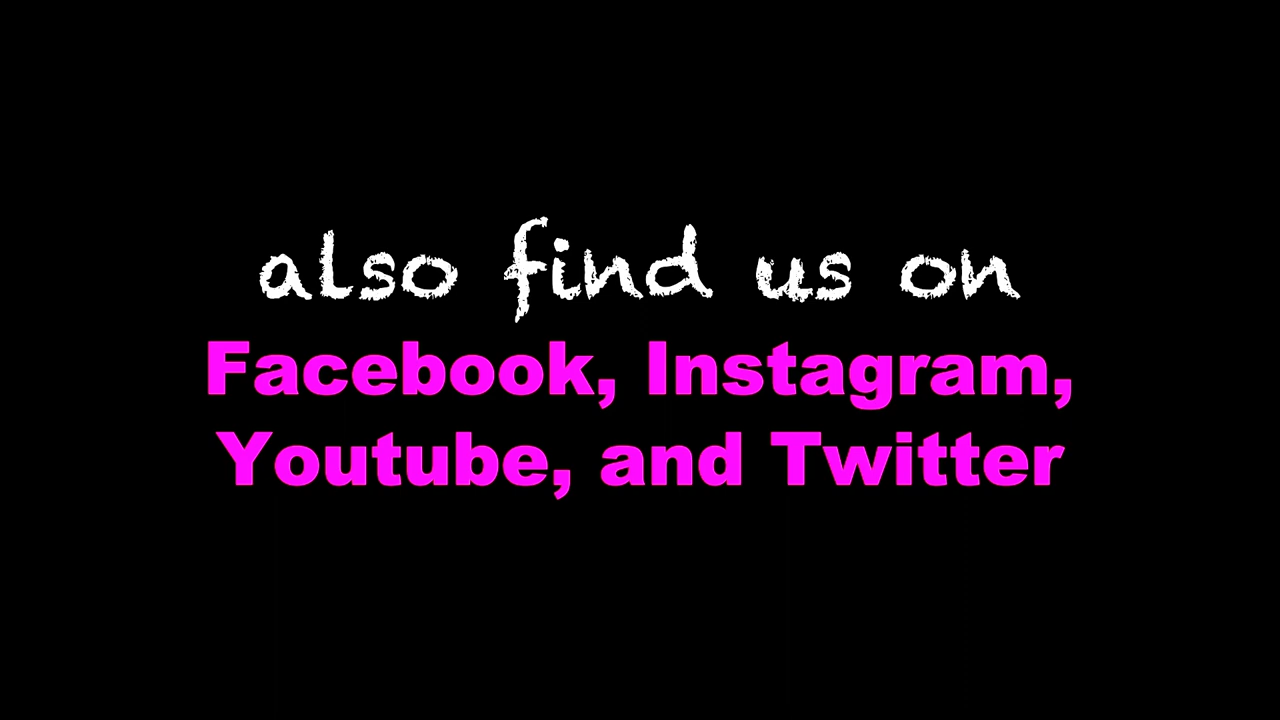 also find us on
Facebook, Instagram,
Youtube, and Twitter